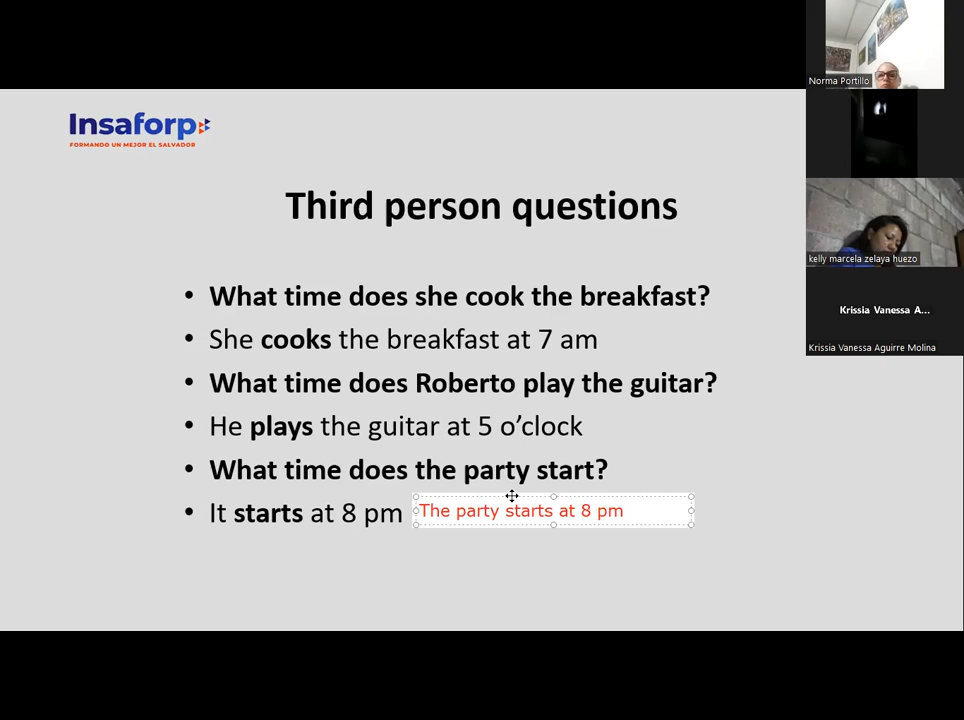 Insaforp
FORMANDO UN MEJOR EL SALVADOR
Third person questions
• What time does she cook the breakfast?
• She cooks the breakfast at 7 am
• What time does Roberto play the guitar?
• He plays the guitar at 5 o’clock
• What time does the party start?
• It starts at 8 pm The party starts at 8 pm
Norma Portillo
kelly marcela zelaya huezo
Krissia Vanessa A...
Krissia Vanessa Aguirre Molina